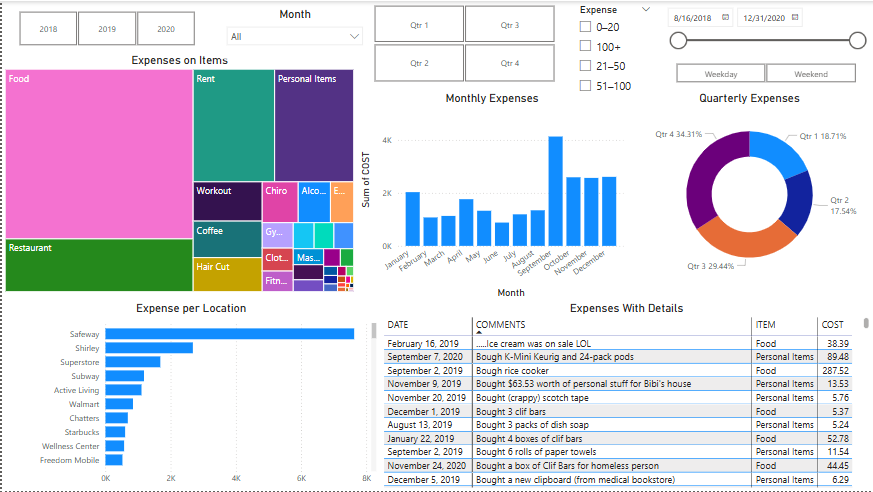 2018
2019
2020
Month
All
Qtr 1
Qtr 3
Qtr 2
Qtr 4
Expense
0–20
100+
21–50
51–100
8/16/2018
12/31/2020
Weekday
Weekend
Expenses on Items
Food
Rent
Personal Items
Restaurant
Workout
Coffee
Hair Cut
Chiro
Alco...
E...
Gy...
Clot...
Mas...
Fitn...
Monthly Expenses
Sum of COST
4K
2K
0K
January
February
March
April
May
June
July
August
September
October
November
December
Month
Quarterly Expenses
Qtr 4 34.31%
Qtr 1 18.71%
Qtr 2
17.54%
Qtr 3 29.44%
Expense per Location
Safeway
Shirley
Superstore
Subway
Active Living
Walmart
Chatters
Starbucks
Wellness Center
Freedom Mobile
0K 2K 4K 6K 8K
Expenses With Details
DATE COMMENTS ITEM COST
February 16, 2019 .....Ice cream was on sale LOL Food 38.39
September 7, 2020 Bough K-Mini Keurig and 24-pack pods Personal Items 89.48
September 2, 2019 Bough rice cooker Food 287.52
November 9, 2019 Bought $63.53 worth of personal stuff for Bibi's house Personal Items 13.53
November 20, 2019 Bought (crappy) scotch tape Personal Items 5.76
December 1, 2019 Bought 3 clif bars Food 5.37
August 13, 2019 Bought 3 packs of dish soap Personal Items 5.24
January 22, 2019 Bought 4 boxes of clif bars Food 52.78
September 2, 2019 Bought 6 rolls of paper towels Personal Items 11.54
November 24, 2020 Bought a box of Clif Bars for homeless person Food 44.45
December 5, 2019 Bought a new clipboard (from medical bookstore) Personal Items 6.29